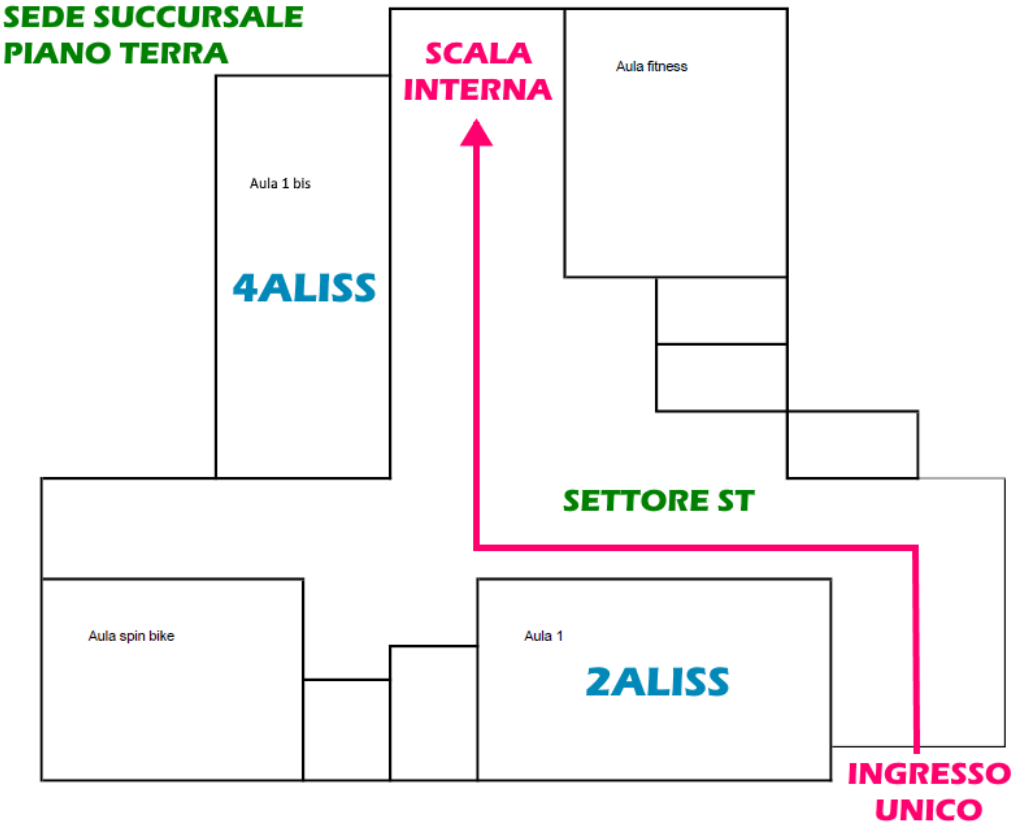 SEDE SUCCURSALE
PIANO TERRA
SCALA
INTERNA
Aula fitness
Aula 1 bis
4ALISS
SETTORE ST
Aula spin bike
Aula 1
2ALISS
INGRESSO
UNICO